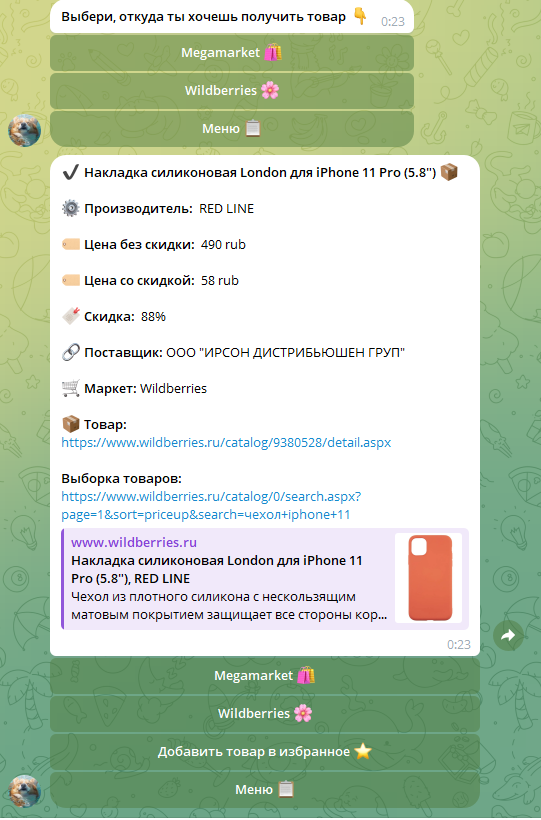 Выбери, откуда ты хочешь получить товар 👇 0:23
Megamarket 🛍️
Wildberries 🌸
Меню 📋
✔️ Накладка силиконовая London для iPhone 11 Pro (5.8") 📦
⚙️ Производитель: RED LINE
🏷️ Цена без скидки: 490 rub
🏷️ Цена со скидкой: 58 rub
🔖 Скидка: 88%
🔗 Поставщик: ООО "ИРСОН ДИСТРИБЬЮШЕН ГРУП"
🛒 Маркет: Wildberries
📦 Товар:
https://www.wildberries.ru/catalog/9380528/detail.aspx
Выборка товаров:
https://www.wildberries.ru/catalog/0/search.aspx?
page=1&sort=priceup&search=чехол+iphone+11
www.wildberries.ru
Накладка силиконовая London для iPhone 11
Pro (5.8"), RED LINE
Чехол из плотного силикона с нескользящим
матовым покрытием защищает все стороны кор...
0:23
Megamarket 🛍️
Wildberries 🌸
Добавить товар в избранное ⭐
Меню 📋